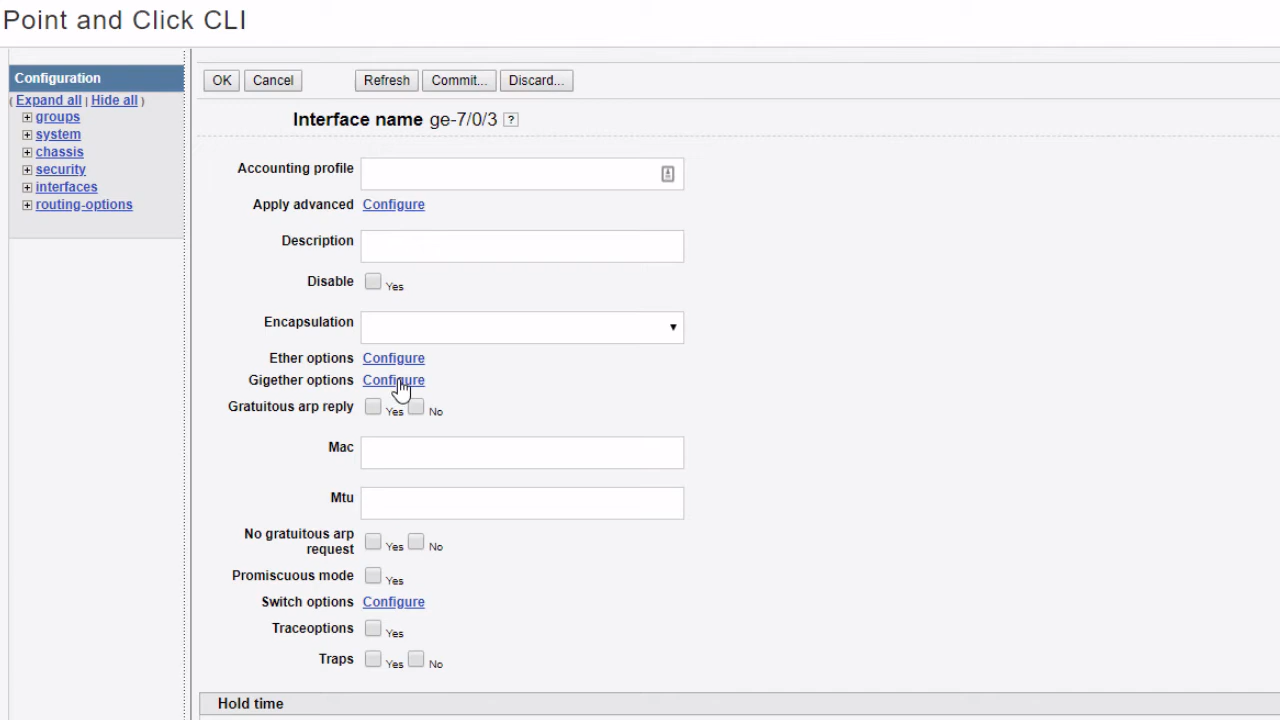 Point and Click CLI
Configuration
( Expand all | Hide all )
groups
system
chassis
security
interfaces
routing-options
OK Cancel Refresh Commit... Discard...
Interface name ge-7/0/3 ?
Accounting profile
Apply advanced Configure
Description
Disable Yes
Encapsulation
Ether options Configure
Gigether options Configure
Gratuitous arp reply Yes No
Mac
Mtu
No gratuitous arp
request Yes No
Promiscuous mode Yes
Switch options Configure
Traceoptions Yes
Traps Yes No
Hold time